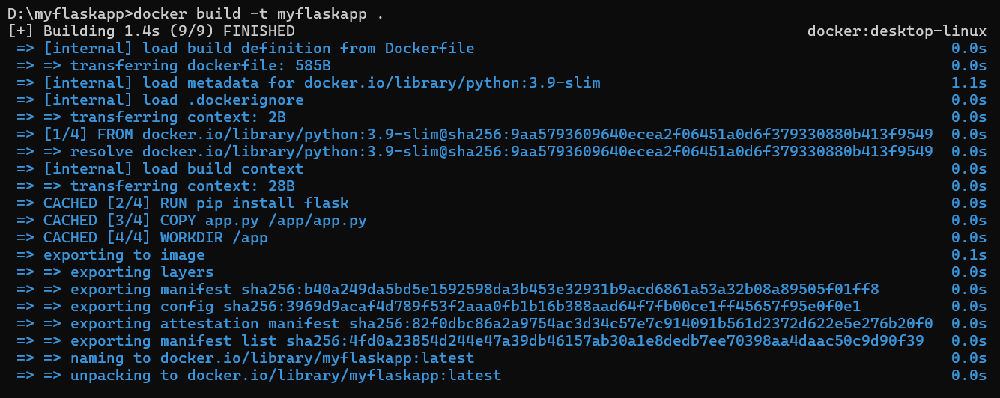 D:\myflaskapp>docker build -t myflaskapp .
[+] Building 1.4s (9/9) FINISHED docker:desktop-linux
=> [internal] load build definition from Dockerfile 0.0s
=> => transferring dockerfile: 585B 0.0s
=> [internal] load metadata for docker.io/library/python:3.9-slim 1.1s
=> [internal] load .dockerignore 0.0s
=> => transferring context: 2B 0.0s
=> [1/4] FROM docker.io/library/python:3.9-slim@sha256:9aa5793609640ecea2f06451a0d6f379330880b413f9549 0.0s
=> => resolve docker.io/library/python:3.9-slim@sha256:9aa5793609640ecea2f06451a0d6f379330880b413f9549 0.0s
=> [internal] load build context 0.0s
=> => transferring context: 28B 0.0s
=> CACHED [2/4] RUN pip install flask 0.0s
=> CACHED [3/4] COPY app.py /app/app.py 0.0s
=> CACHED [4/4] WORKDIR /app 0.0s
=> exporting to image 0.1s
=> => exporting layers 0.0s
=> => exporting manifest sha256:b40a249da5bd5e1592598da3b453e32931b9acd6861a53a32b08a89505f01ff8 0.0s
=> => exporting config sha256:3969d9acaf4d789f53f2aaa0fb1b16b388aad64f7fb00ce1ff45657f95e0f0e1 0.0s
=> => exporting attestation manifest sha256:82f0dbc86a2a9754ac3d34c57e7c914091b561d2372d622e5e276b20f0 0.0s
=> => exporting manifest list sha256:4fd0a23854d244e47a39db46157ab30a1e8dedb7ee70398aa4daac50c9d90f39 0.0s
=> => naming to docker.io/library/myflaskapp:latest 0.0s
=> => unpacking to docker.io/library/myflaskapp:latest 0.0s